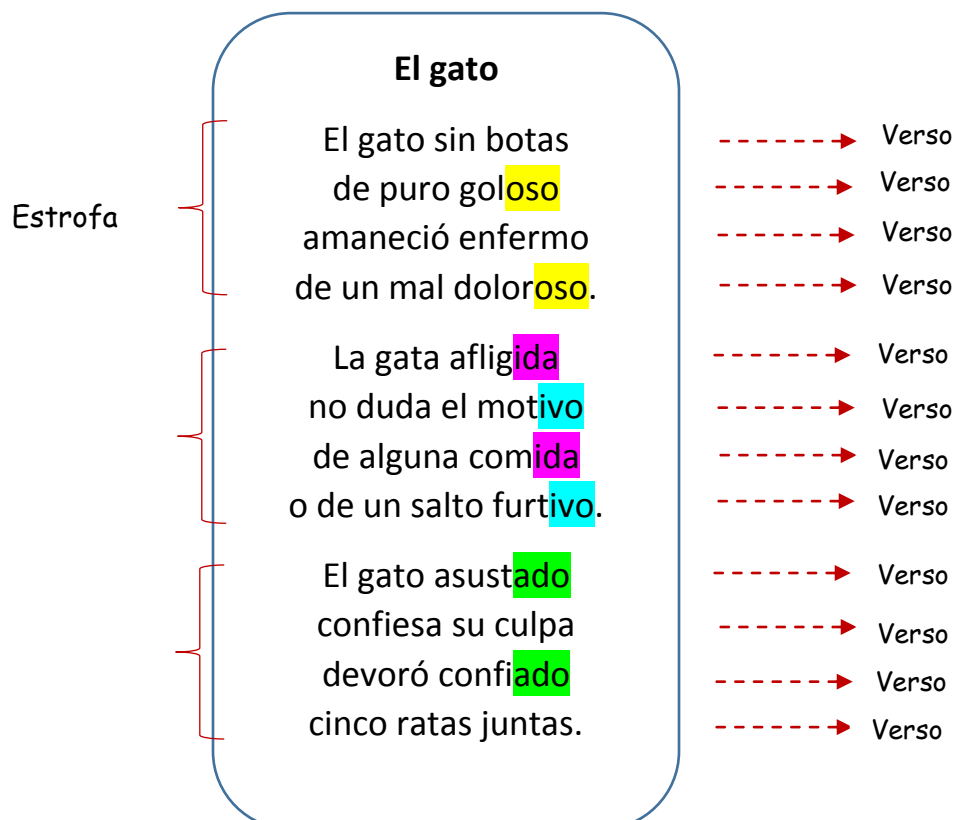 El gato
El gato sin botas Verso
de puro goloso Verso
Estrofa
amaneció enfermo Verso
de un mal doloroso. Verso
La gata afligida Verso
no duda el motivo Verso
de alguna comida Verso
o de un salto furtivo. Verso
El gato asustado Verso
confiesa su culpa Verso
devoró confiado Verso
cinco ratas juntas. Verso